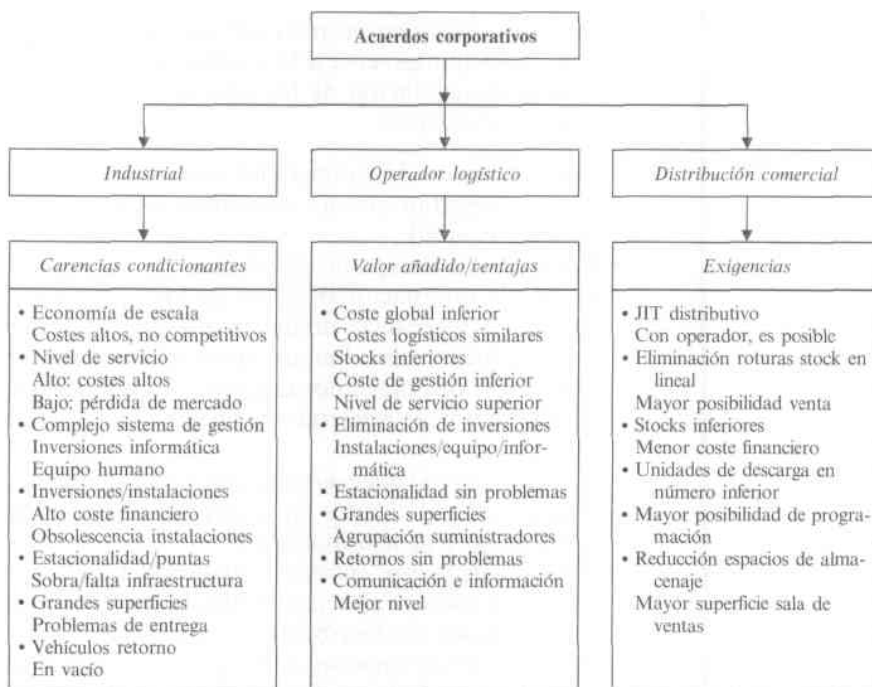 Acuerdos corporativos
Industrial
Operador logístico
Distribución comercial
Carencias condicionantes
• Economía de escala
Costes altos, no competitivos
• Nivel de servicio
Alto: costes altos
Bajo: pérdida de mercado
• Complejo sistema de gestión
Inversiones informática
Equipo humano
• Inversiones/instalaciones
Alto coste financiero
Obsolescencia instalaciones
• Estacionalidad/puntas
Sobra/falta infraestructura
• Grandes superficies
Problemas de entrega
• Vehículos retorno
En vacío
Valor añadido/ventajas
• Coste global inferior
Costes logísticos similares
Stocks inferiores
Coste de gestión inferior
Nivel de servicio superior
• Eliminación de inversiones
Instalaciones/equipo/infor-
mática
• Estacionalidad sin problemas
• Grandes superficies
Agrupación suministradores
• Retornos sin problemas
• Comunicación e información
Mejor nivel
Exigencias
• JIT distributivo
Con operador, es posible
• Eliminación roturas stock en
lineal
Mayor posibilidad venta
• Stocks inferiores
Menor coste financiero
• Unidades de descarga en
número inferior
• Mayor posibilidad de progra-
mación
• Reducción espacios de alma-
cenaje
Mayor superficie sala de
ventas